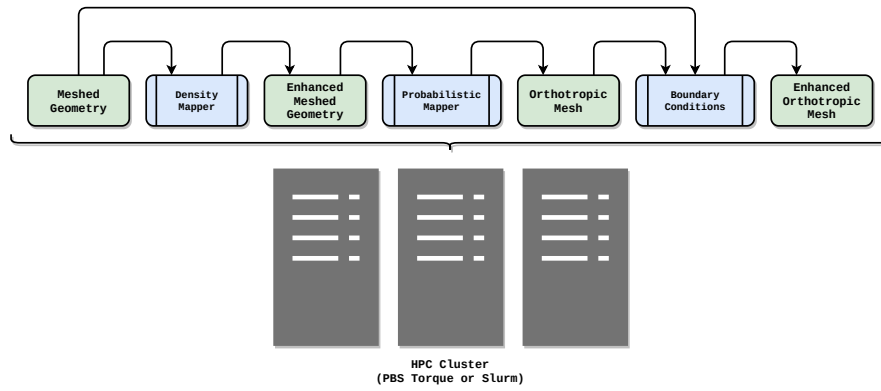 Meshed
Geometry
Density
Mapper
Enhanced
Meshed
Geometry
Probabilistic
Mapper
Orthotropic
Mesh
Boundary
Conditions
Enhanced
Orthotropic
Mesh
HPC Cluster
(PBS Torque or Slurm)